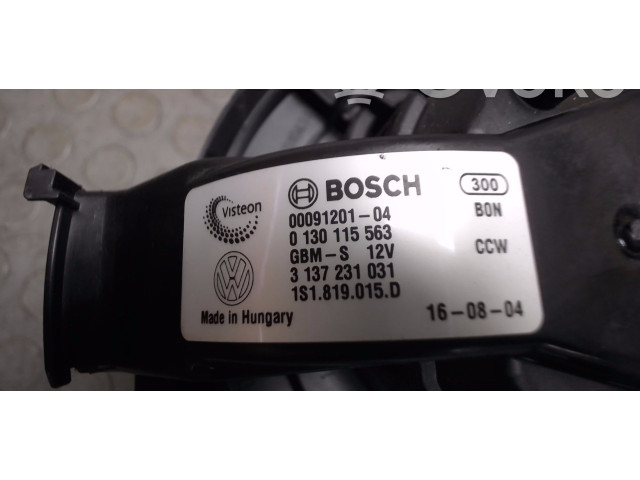 Visteon
BOSCH
300
00091201-04
BON
0 130 115 563
GBM-S 12V
CCW
3 137 231 031
1S1.819.015.D
Made in Hungary
16-08-04